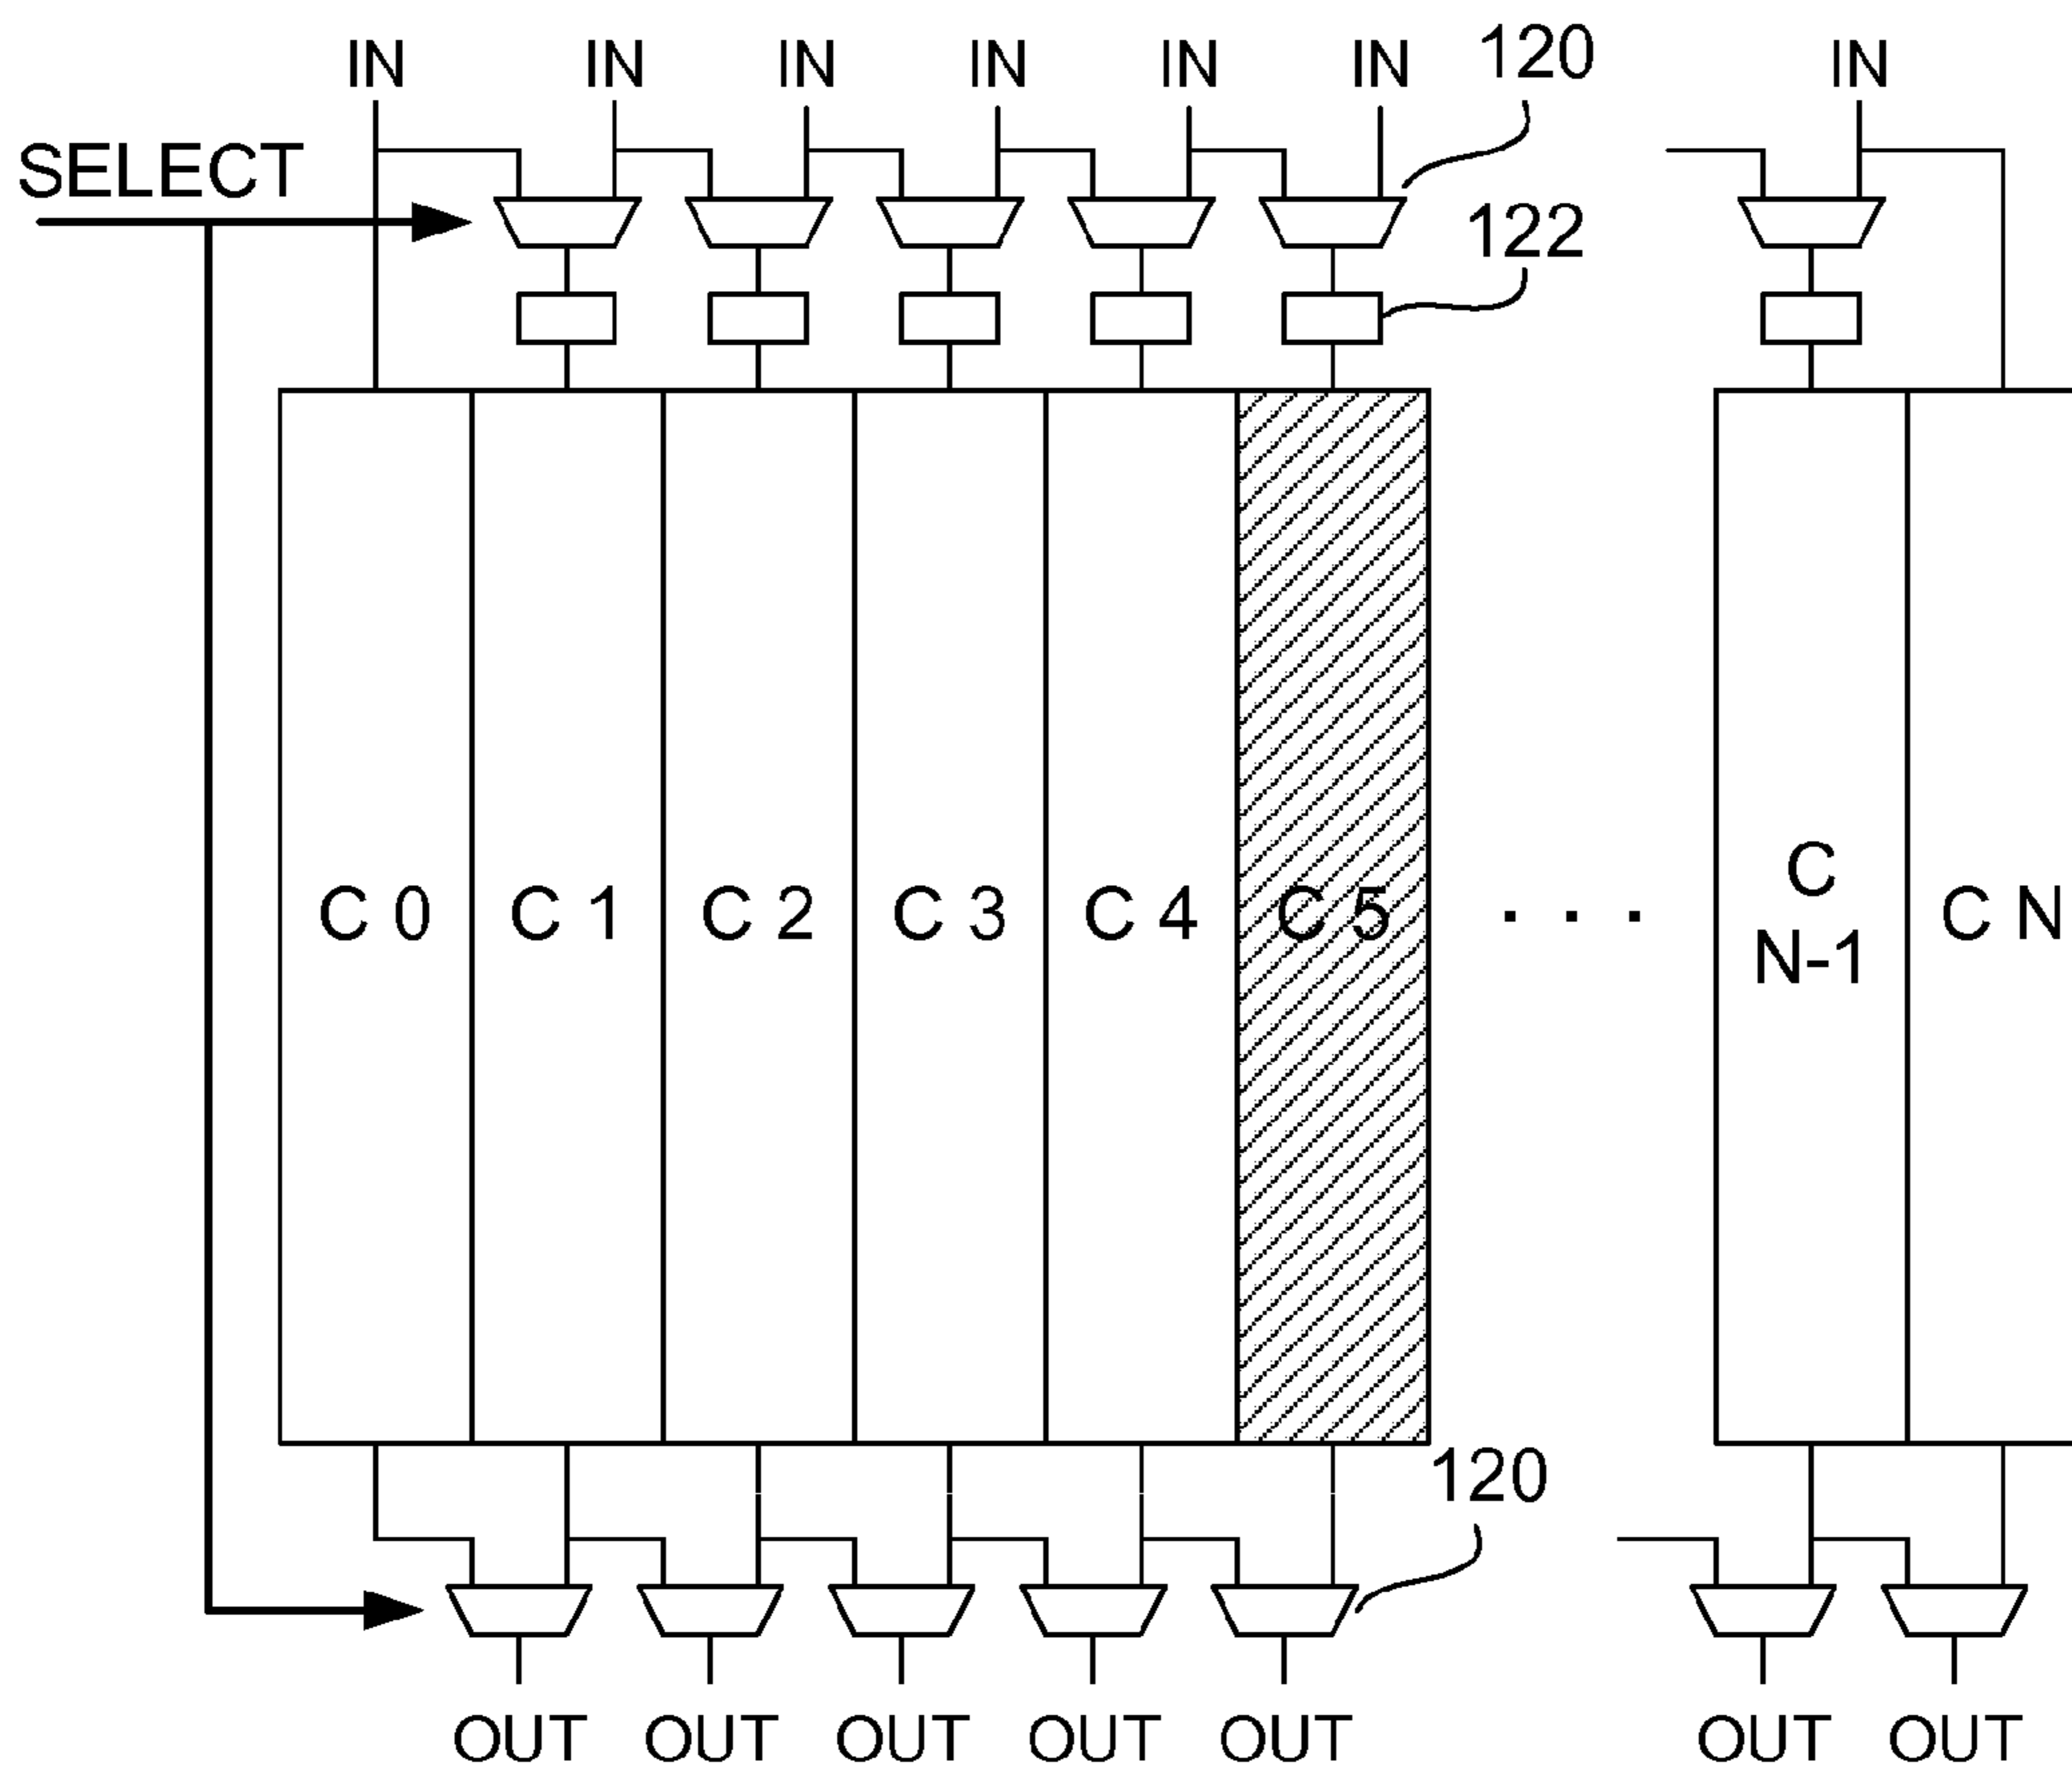 IN IN IN IN IN IN 120 IN
SELECT
122
C 0 C 1 C 2 C 3 C 4 C 5 . . . C N-1 C N
120
OUT OUT OUT OUT OUT OUT OUT